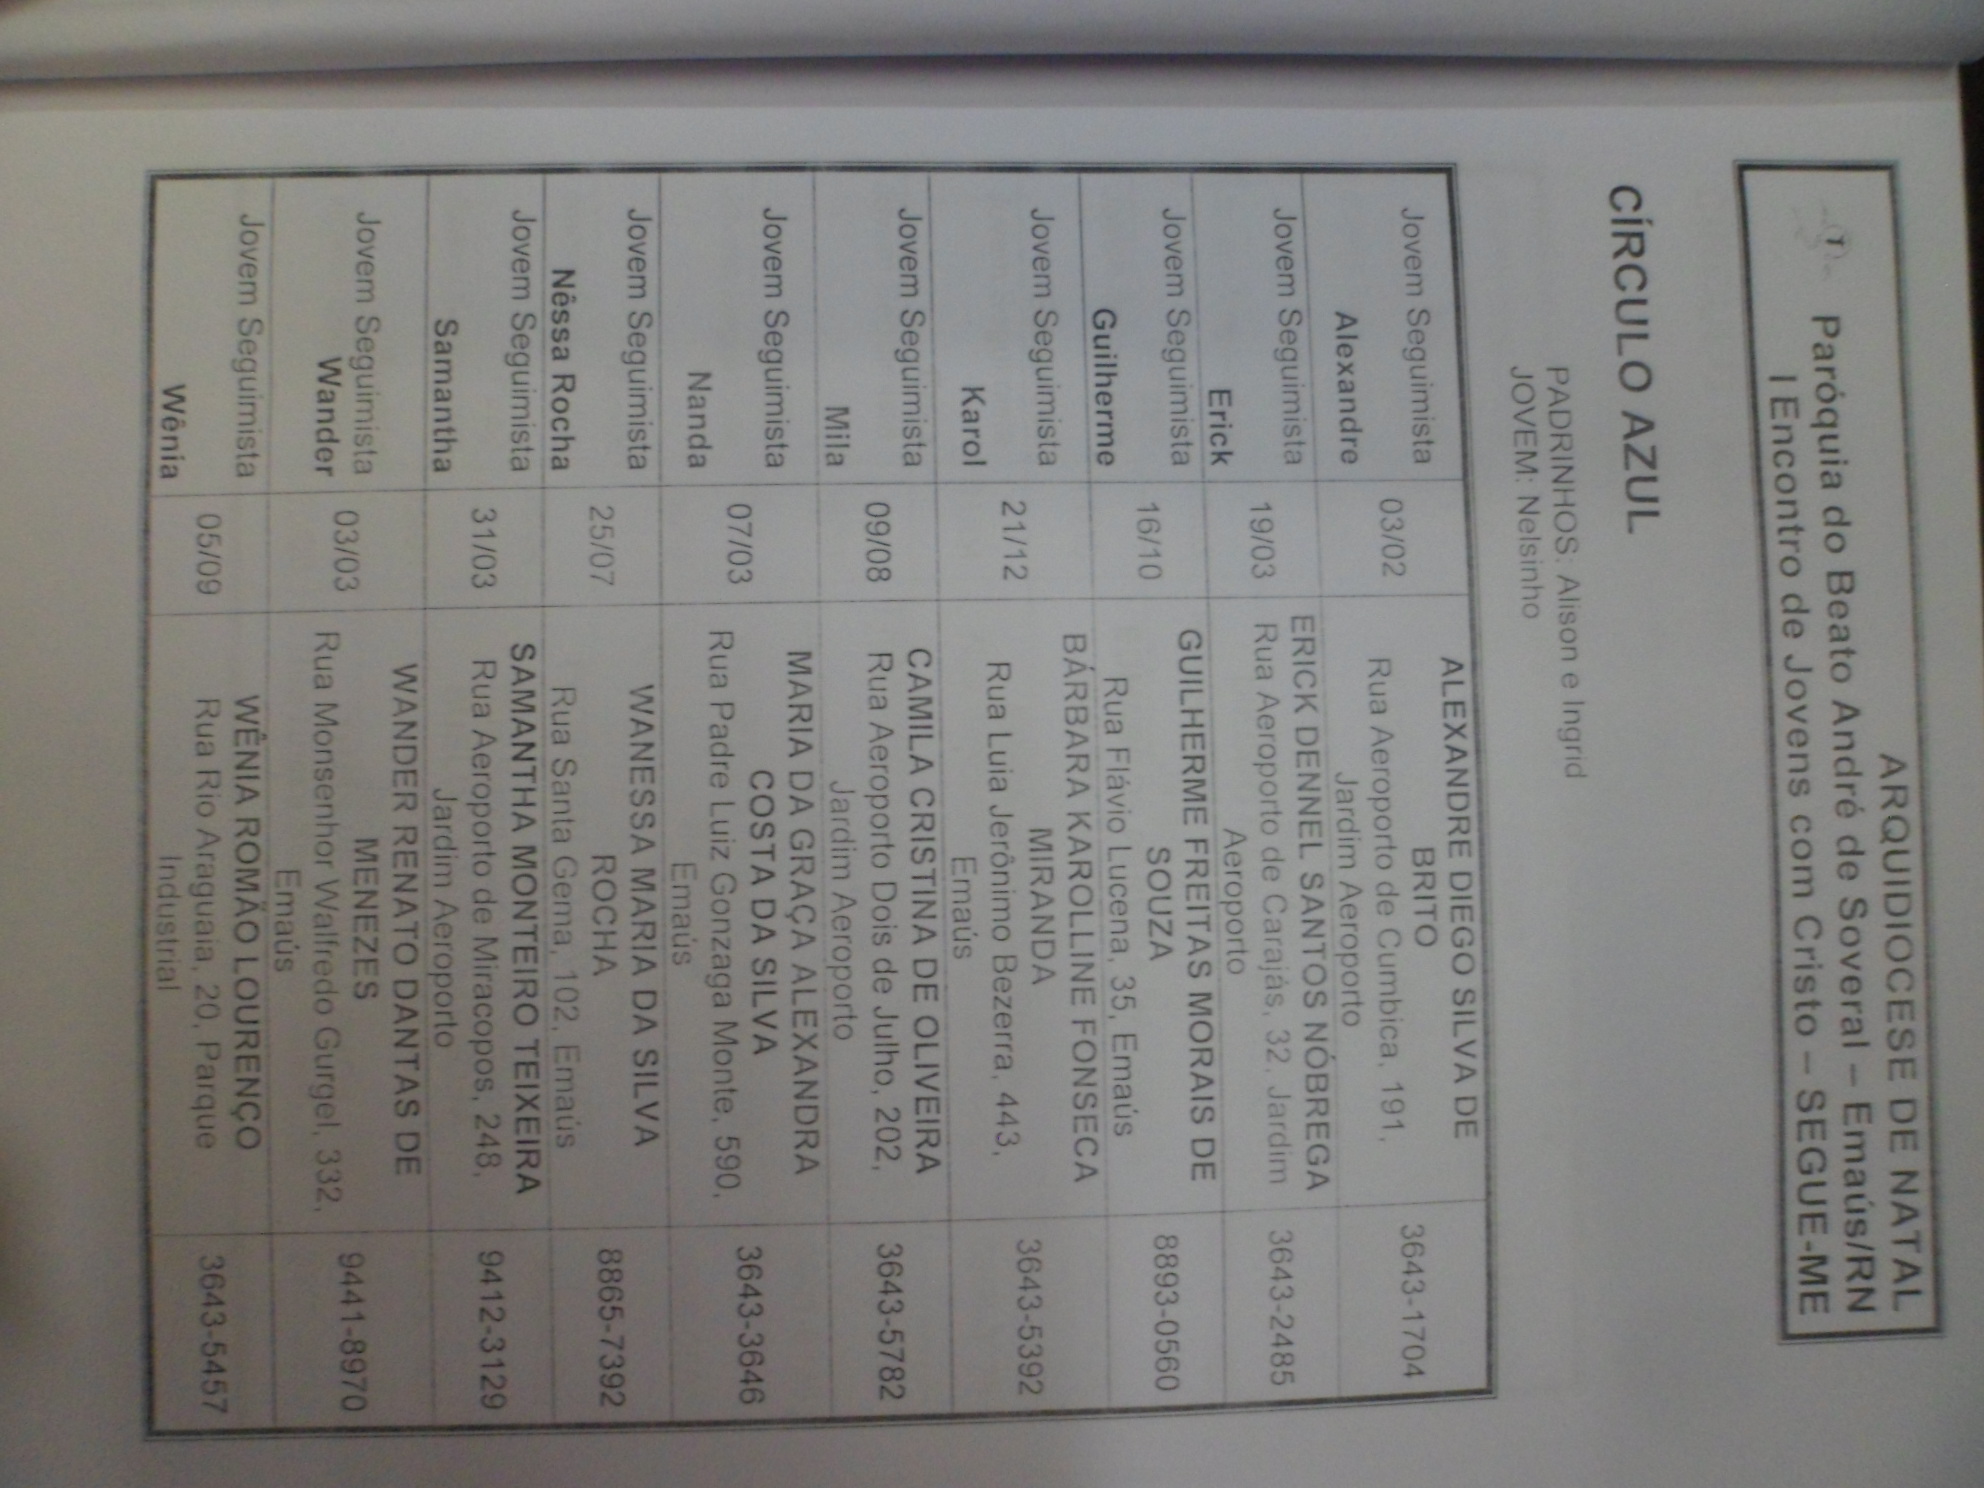 ARQUIDIOCESE DE NATAL
Paróquia do Beato André de Soveral – Emaús/RN
I Encontro de Jovens com Cristo – SEGUE-ME
CÍRCULO AZUL
PADRINHOS: Alison e Ingrid
JOVEM: Nelsinho
Jovem Seguimista
Alexandre
03/02
ALEXANDRE DIEGO SILVA DE
BRITO
Rua Aeroporto de Cumbica, 191,
Jardim Aeroporto
3643-1704
Jovem Seguimista
Erick
19/03
ERICK DENNEL SANTOS NÓBREGA
Rua Aeroporto de Carajás, 32, Jardim
Aeroporto
3643-2485
Jovem Seguimista
Guilherme
16/10
GUILHERME FREITAS MORAIS DE
SOUZA
Rua Flávio Lucena, 35, Emaús
8893-0560
Jovem Seguimista
Karol
21/12
BÁRBARA KAROLLINE FONSECA
MIRANDA
Rua Luia Jerônimo Bezerra, 443,
Emaús
3643-5392
Jovem Seguimista
Mila
09/08
CAMILA CRISTINA DE OLIVEIRA
Rua Aeroporto Dois de Julho, 202,
Jardim Aeroporto
3643-5782
Jovem Seguimista
Nanda
07/03
MARIA DA GRAÇA ALEXANDRA
COSTA DA SILVA
Rua Padre Luiz Gonzaga Monte, 590,
Emaús
3643-3646
Jovem Seguimista
Nêssa Rocha
25/07
WANESSA MARIA DA SILVA
ROCHA
Rua Santa Gema, 102, Emaús
8865-7392
Jovem Seguimista
Samantha
31/03
SAMANTHA MONTEIRO TEIXEIRA
Rua Aeroporto de Miracopos, 248,
Jardim Aeroporto
9412-3129
Jovem Seguimista
Wander
03/03
WANDER RENATO DANTAS DE
MENEZES
Rua Monsenhor Walfredo Gurgel, 332,
Emaús
9441-8970
Jovem Seguimista
Wênia
05/09
WÊNIA ROMÃO LOURENÇO
Rua Rio Araguaia, 20, Parque
Industrial
3643-5457